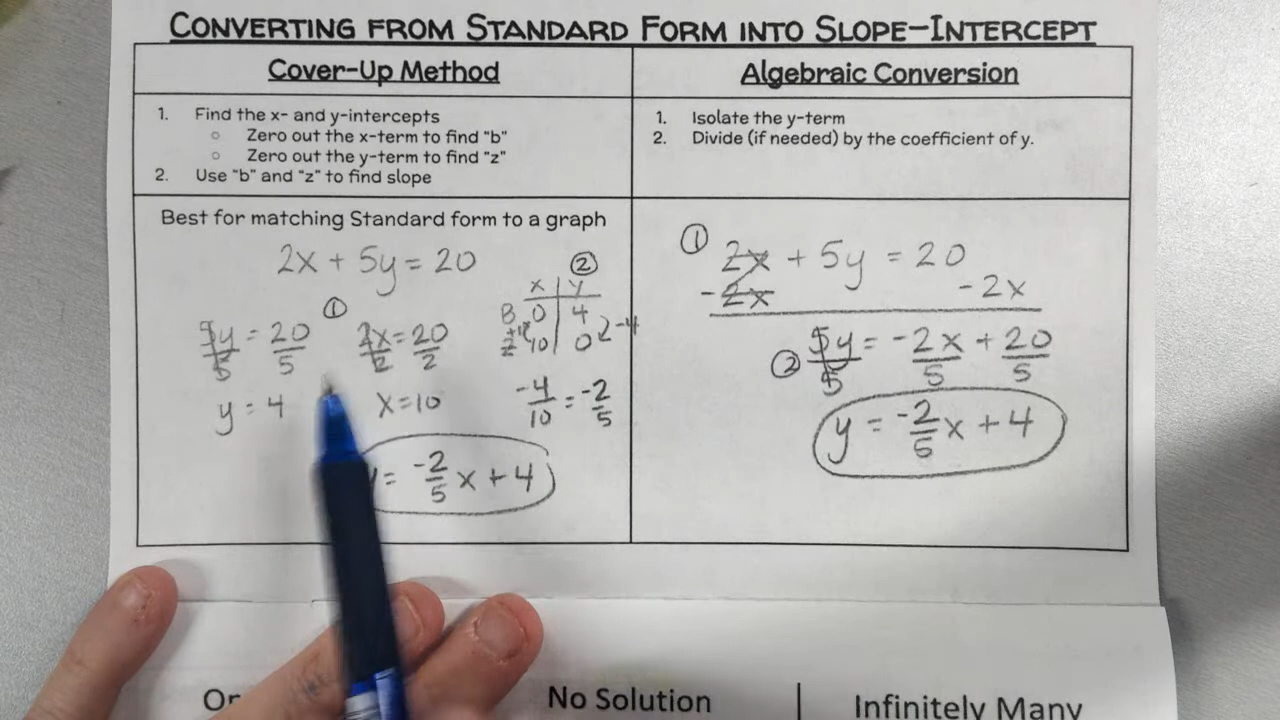 CONVERTING FROM STANDARD FORM INTO SLOPE-INTERCEPT
Cover-Up Method
1. Find the x- and y-intercepts
○ Zero out the x-term to find "b"
○ Zero out the y-term to find "z"
2. Use "b" and "z" to find slope
Best for matching Standard form to a graph
2x + 5y = 20
①
5y/5 = 20/5
y = 4
2x/2 = 20/2
x = 10
②
x | y
B 0 | 4
z 10 | 0
-4
-4/10 = -2/5
= -2/5 x + 4
Algebraic Conversion
1. Isolate the y-term
2. Divide (if needed) by the coefficient of y.
① 2x + 5y = 20
-2x -2x
② 5y/5 = -2x/5 + 20/5
y = -2/5 x + 4
No Solution
Infinitely Many